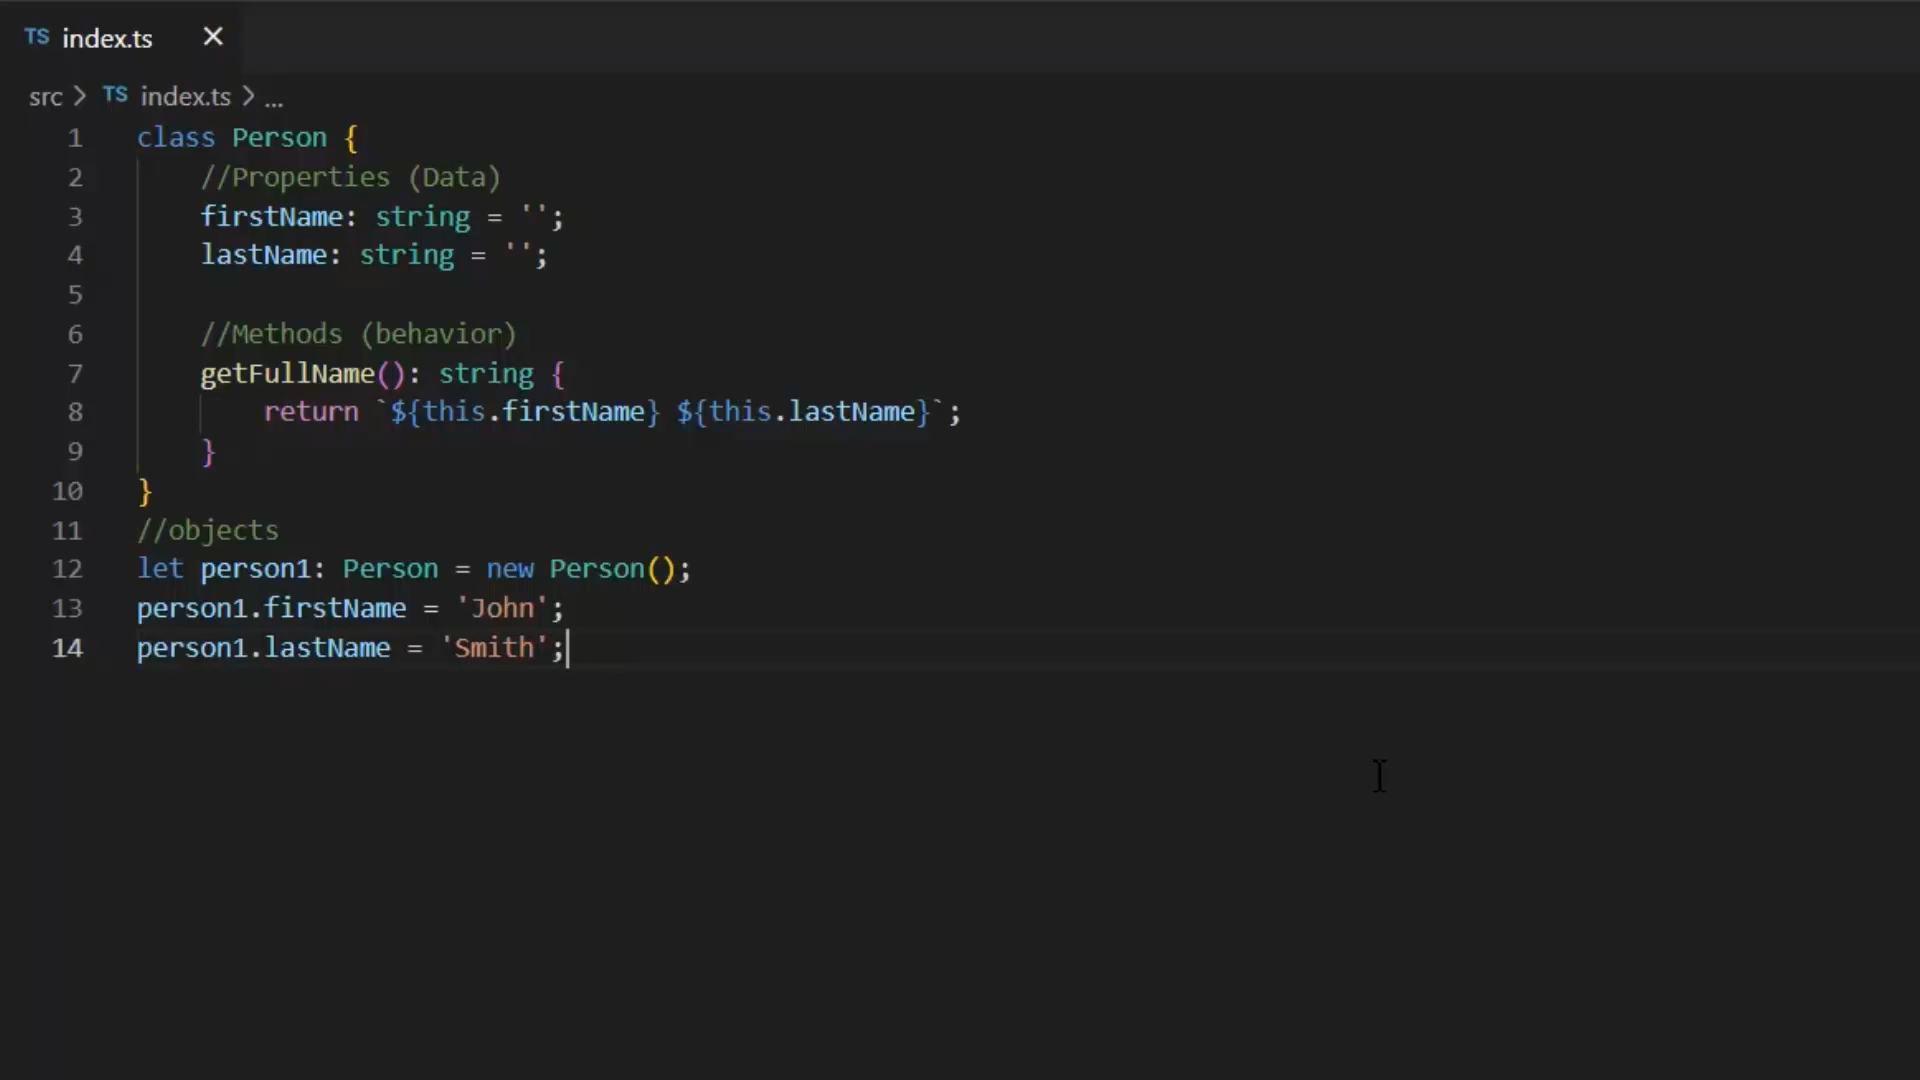 TS index.ts ×
src > TS index.ts > ...
1 class Person {
2 //Properties (Data)
3 firstName: string = '';
4 lastName: string = '';
5
6 //Methods (behavior)
7 getFullName(): string {
8 return `${this.firstName} ${this.lastName}`;
9 }
10 }
11 //objects
12 let person1: Person = new Person();
13 person1.firstName = 'John';
14 person1.lastName = 'Smith';